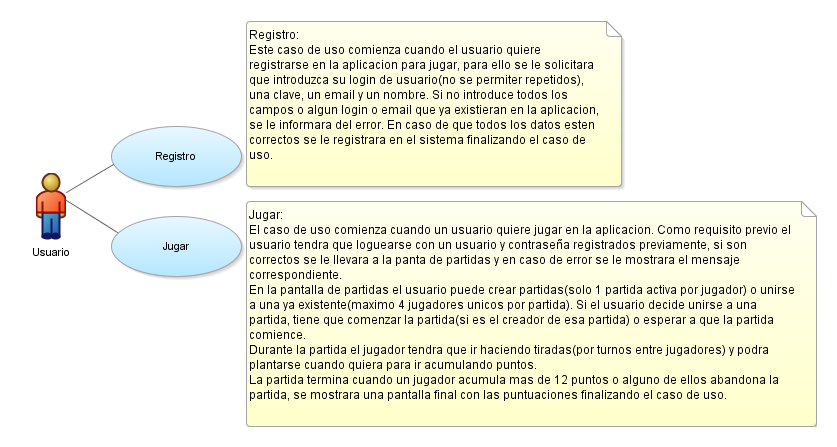 Registro:
Este caso de uso comienza cuando el usuario quiere
registrarse en la aplicacion para jugar, para ello se le solicitara
que introduzca su login de usuario(no se permiter repetidos),
una clave, un email y un nombre. Si no introduce todos los
campos o algun login o email que ya existieran en la aplicacion,
se le informara del error. En caso de que todos los datos esten
correctos se le registrara en el sistema finalizando el caso de
uso.
Registro
Usuario
Jugar
Jugar:
El caso de uso comienza cuando un usuario quiere jugar en la aplicacion. Como requisito previo el
usuario tendra que loguearse con un usuario y contraseña registrados previamente, si son
correctos se le llevara a la panta de partidas y en caso de error se le mostrara el mensaje
correspondiente.
En la pantalla de partidas el usuario puede crear partidas(solo 1 partida activa por jugador) o unirse
a una ya existente(maximo 4 jugadores unicos por partida). Si el usuario decide unirse a una
partida, tiene que comenzar la partida(si es el creador de esa partida) o esperar a que la partida
comience.
Durante la partida el jugador tendra que ir haciendo tiradas(por turnos entre jugadores) y podra
plantarse cuando quiera para ir acumulando puntos.
La partida termina cuando un jugador acumula mas de 12 puntos o alguno de ellos abandona la
partida, se mostrara una pantalla final con las puntuaciones finalizando el caso de uso.